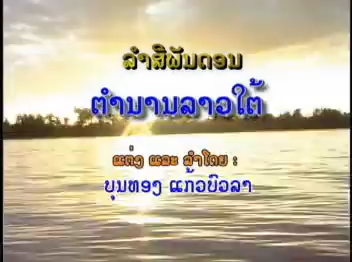 ລຳສີພັນດອນ
ຕຳນານລາວໃຕ້
ແຕ່ງ ແລະ ລຳໂດຍ :
ບຸນທອງ ແກ້ວບົວລາ